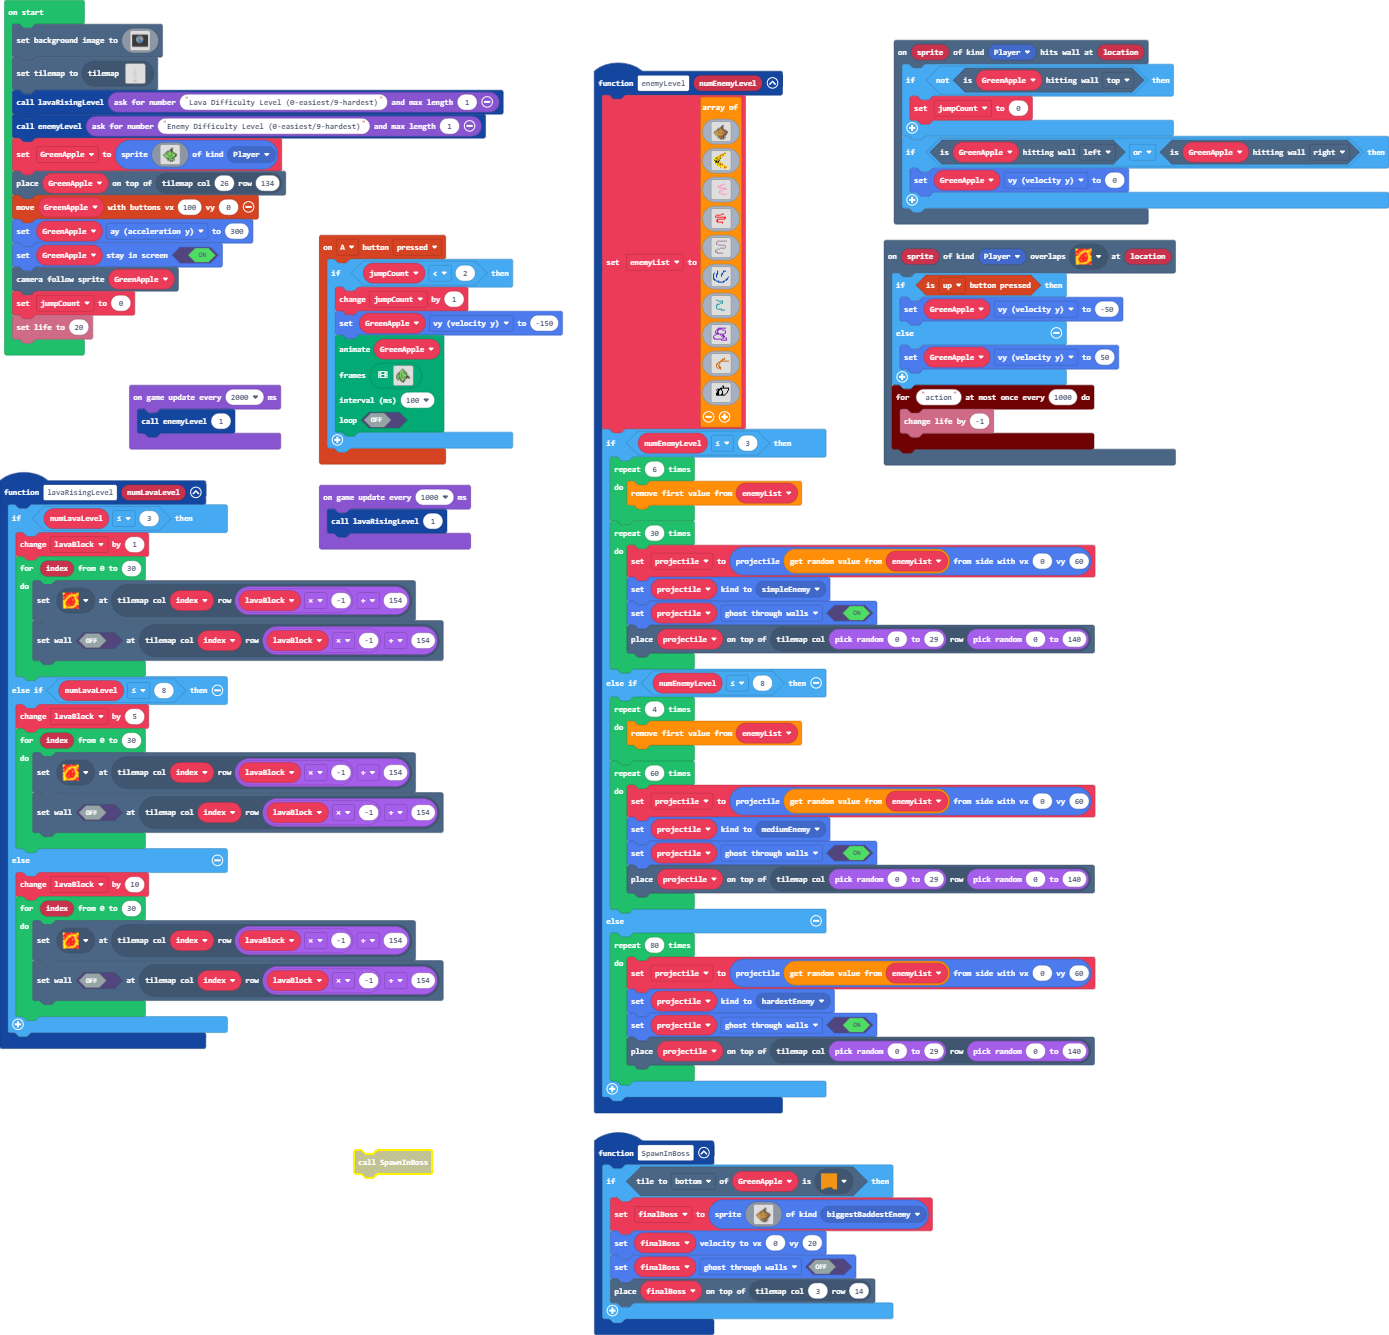 on start
set background image to
set tilemap to tilemap
call lavaRisingLevel ask for number "Lava Difficulty Level (0-easiest/9-hardest)" and max length 1
call enemyLevel ask for number "Enemy Difficulty Level (0-easiest/9-hardest)" and max length 1
set GreenApple to sprite of kind Player
place GreenApple on top of tilemap col 26 row 134
move GreenApple with buttons vx 100 vy 0
set GreenApple ay (acceleration y) to 300
set GreenApple stay in screen ON
camera follow sprite GreenApple
set jumpCount to 0
set life to 20
on game update every 2000 ms
call enemyLevel 1
on A button pressed
if jumpCount < 2 then
change jumpCount by 1
set GreenApple vy (velocity y) to -150
animate GreenApple
frames
interval (ms) 100
loop OFF
on game update every 1000 ms
call lavaRisingLevel 1
function lavaRisingLevel numLavaLevel
if numLavaLevel ≤ 3 then
change lavaBlock by 1
for index from 0 to 30
do
set at tilemap col index row lavaBlock × -1 + 154
set wall OFF at tilemap col index row lavaBlock × -1 + 154
else if numLavaLevel ≤ 8 then
change lavaBlock by 5
for index from 0 to 30
do
set at tilemap col index row lavaBlock × -1 + 154
set wall OFF at tilemap col index row lavaBlock × -1 + 154
else
change lavaBlock by 10
for index from 0 to 30
do
set at tilemap col index row lavaBlock × -1 + 154
set wall OFF at tilemap col index row lavaBlock × -1 + 154
call SpawnInBoss
function enemyLevel numEnemyLevel
array of
set enemyList to
if numEnemyLevel ≤ 3 then
repeat 6 times
do remove first value from enemyList
repeat 30 times
do
set projectile to projectile get random value from enemyList from side with vx 0 vy 60
set projectile kind to simpleEnemy
set projectile ghost through walls ON
place projectile on top of tilemap col pick random 0 to 29 row pick random 0 to 140
else if numEnemyLevel ≤ 8 then
repeat 4 times
do remove first value from enemyList
repeat 60 times
do
set projectile to projectile get random value from enemyList from side with vx 0 vy 60
set projectile kind to mediumEnemy
set projectile ghost through walls ON
place projectile on top of tilemap col pick random 0 to 29 row pick random 0 to 140
else
repeat 80 times
do
set projectile to projectile get random value from enemyList from side with vx 0 vy 60
set projectile kind to hardestEnemy
set projectile ghost through walls ON
place projectile on top of tilemap col pick random 0 to 29 row pick random 0 to 140
function SpawnInBoss
if tile to bottom of GreenApple is then
set finalBoss to sprite of kind biggestBaddestEnemy
set finalBoss velocity to vx 0 vy 20
set finalBoss ghost through walls OFF
place finalBoss on top of tilemap col 3 row 14
on sprite of kind Player hits wall at location
if not is GreenApple hitting wall top then
set jumpCount to 0
if is GreenApple hitting wall left or is GreenApple hitting wall right then
set GreenApple vy (velocity y) to 0
on sprite of kind Player overlaps at location
if is up button pressed then
set GreenApple vy (velocity y) to -50
else
set GreenApple vy (velocity y) to 50
for "action" at most once every 1000 do
change life by -1